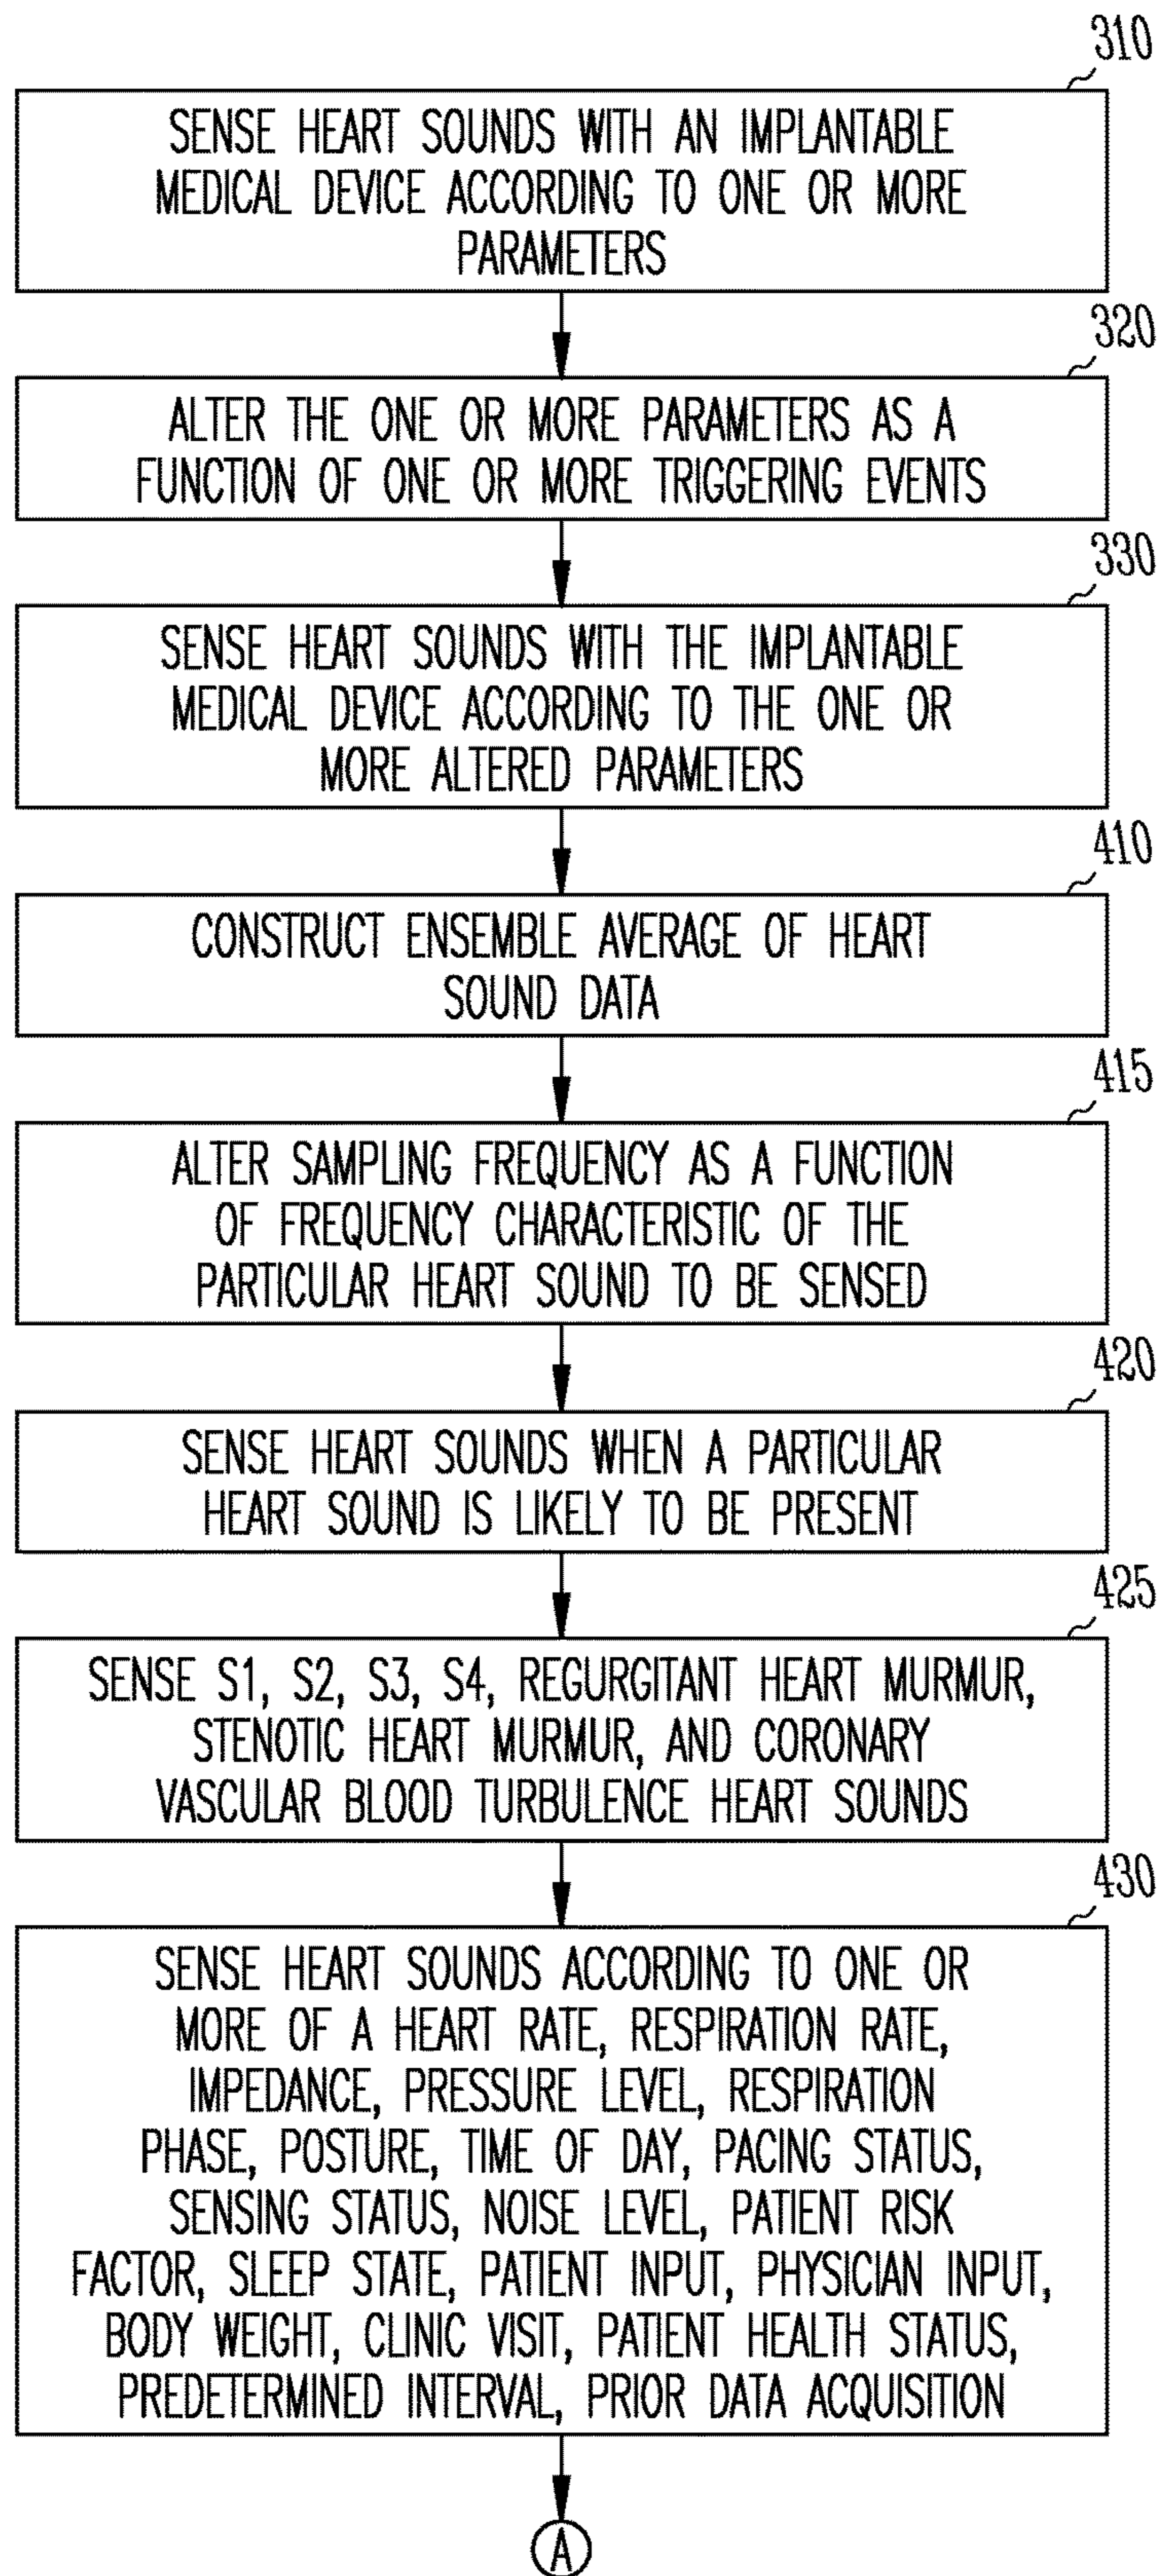 310
SENSE HEART SOUNDS WITH AN IMPLANTABLE
MEDICAL DEVICE ACCORDING TO ONE OR MORE
PARAMETERS
320
ALTER THE ONE OR MORE PARAMETERS AS A
FUNCTION OF ONE OR MORE TRIGGERING EVENTS
330
SENSE HEART SOUNDS WITH THE IMPLANTABLE
MEDICAL DEVICE ACCORDING TO THE ONE OR
MORE ALTERED PARAMETERS
410
CONSTRUCT ENSEMBLE AVERAGE OF HEART
SOUND DATA
415
ALTER SAMPLING FREQUENCY AS A FUNCTION
OF FREQUENCY CHARACTERISTIC OF THE
PARTICULAR HEART SOUND TO BE SENSED
420
SENSE HEART SOUNDS WHEN A PARTICULAR
HEART SOUND IS LIKELY TO BE PRESENT
425
SENSE S1, S2, S3, S4, REGURGITANT HEART MURMUR,
STENOTIC HEART MURMUR, AND CORONARY
VASCULAR BLOOD TURBULENCE HEART SOUNDS
430
SENSE HEART SOUNDS ACCORDING TO ONE OR
MORE OF A HEART RATE, RESPIRATION RATE,
IMPEDANCE, PRESSURE LEVEL, RESPIRATION
PHASE, POSTURE, TIME OF DAY, PACING STATUS,
SENSING STATUS, NOISE LEVEL, PATIENT RISK
FACTOR, SLEEP STATE, PATIENT INPUT, PHYSICIAN INPUT,
BODY WEIGHT, CLINIC VISIT, PATIENT HEALTH STATUS,
PREDETERMINED INTERVAL, PRIOR DATA ACQUISITION
A